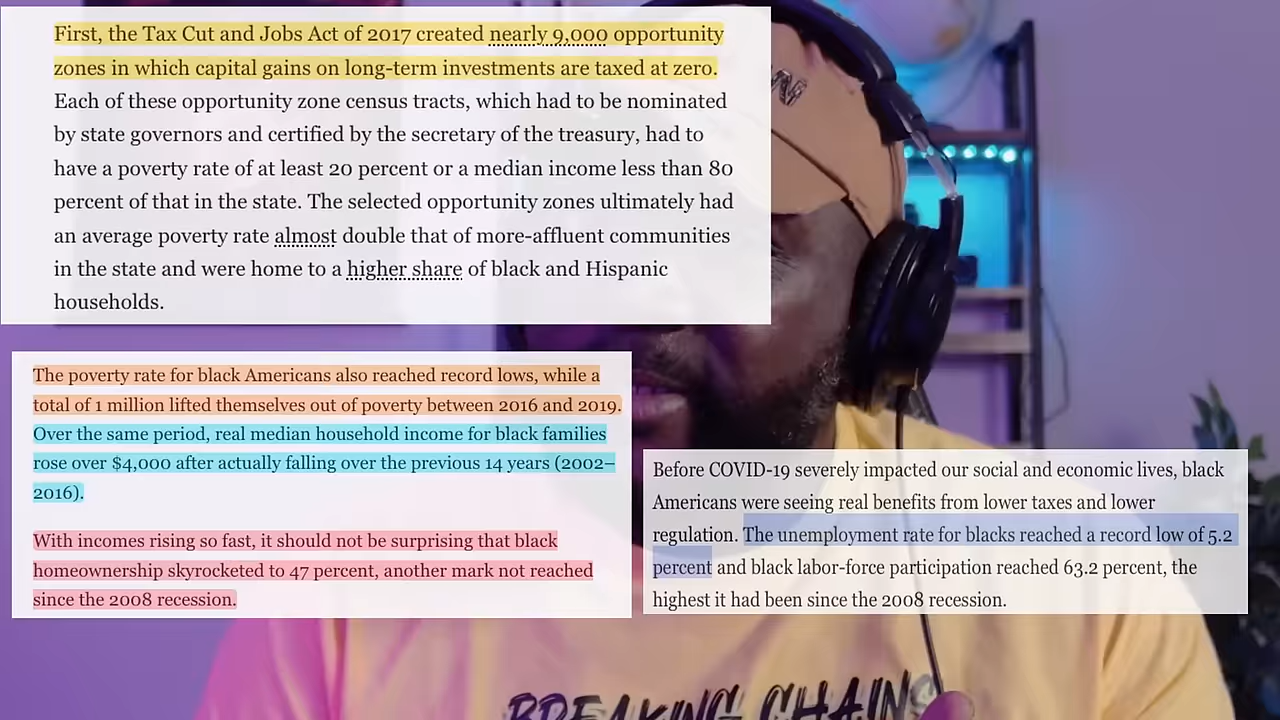 First, the Tax Cut and Jobs Act of 2017 created nearly 9,000 opportunity
zones in which capital gains on long-term investments are taxed at zero.
Each of these opportunity zone census tracts, which had to be nominated
by state governors and certified by the secretary of the treasury, had to
have a poverty rate of at least 20 percent or a median income less than 80
percent of that in the state. The selected opportunity zones ultimately had
an average poverty rate almost double that of more-affluent communities
in the state and were home to a higher share of black and Hispanic
households.
The poverty rate for black Americans also reached record lows, while a
total of 1 million lifted themselves out of poverty between 2016 and 2019.
Over the same period, real median household income for black families
rose over $4,000 after actually falling over the previous 14 years (2002–
2016).
With incomes rising so fast, it should not be surprising that black
homeownership skyrocketed to 47 percent, another mark not reached
since the 2008 recession.
Before COVID-19 severely impacted our social and economic lives, black
Americans were seeing real benefits from lower taxes and lower
regulation. The unemployment rate for blacks reached a record low of 5.2
percent and black labor-force participation reached 63.2 percent, the
highest it had been since the 2008 recession.
BREAKING CHAINS